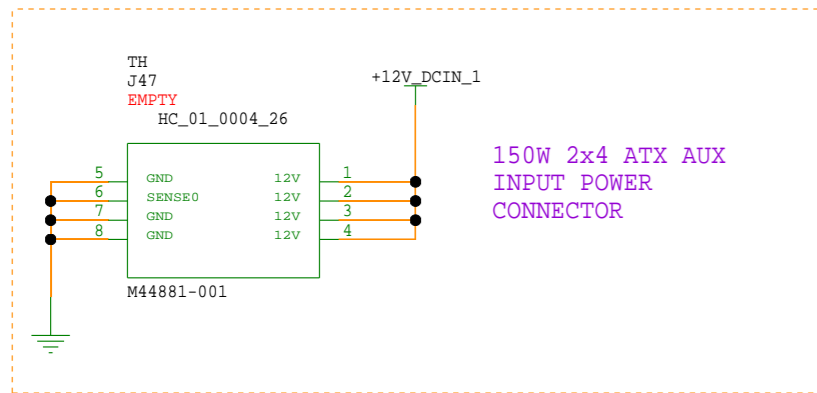 TH
J47
+12V_DCIN_1
EMPTY
HC_01_0004_26
150W 2x4 ATX AUX
INPUT POWER
CONNECTOR
5 GND 12V 1
6 SENSE0 12V 2
7 GND 12V 3
8 GND 12V 4
M44881-001